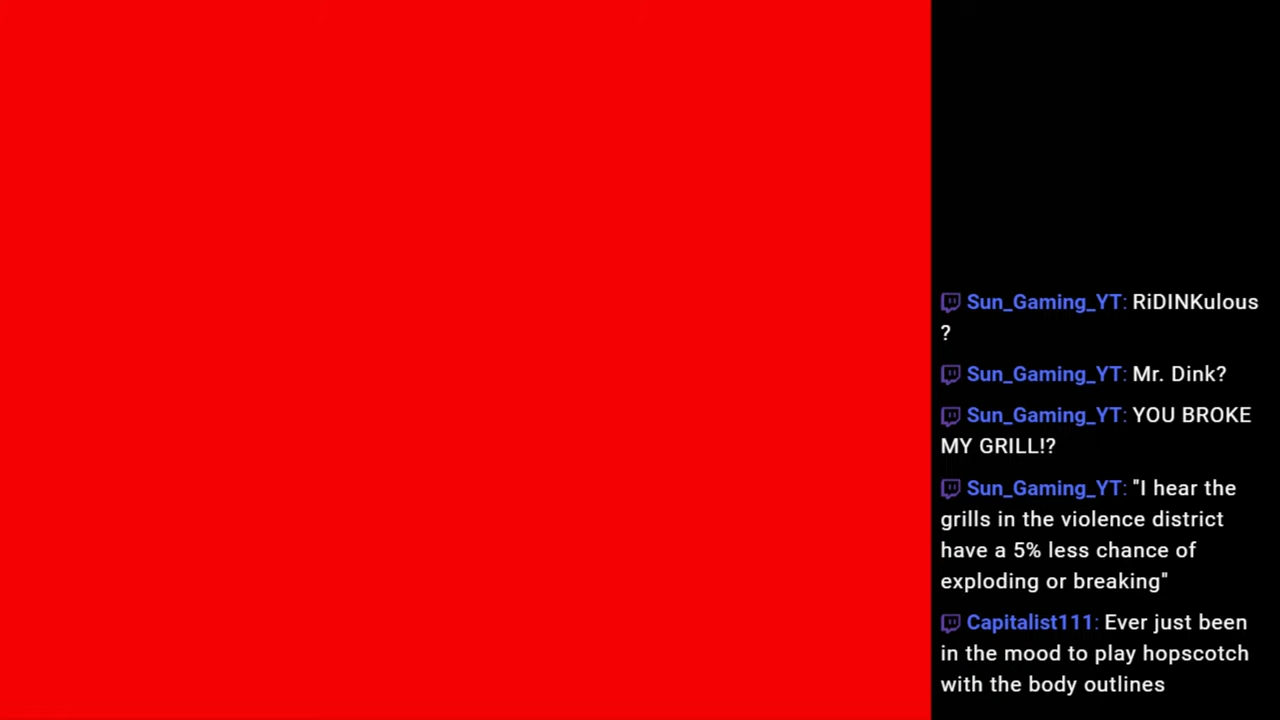 Sun_Gaming_YT: RiDINKulous
?
Sun_Gaming_YT: Mr. Dink?
Sun_Gaming_YT: YOU BROKE
MY GRILL!?
Sun_Gaming_YT: "I hear the
grills in the violence district
have a 5% less chance of
exploding or breaking"
Capitalist111: Ever just been
in the mood to play hopscotch
with the body outlines